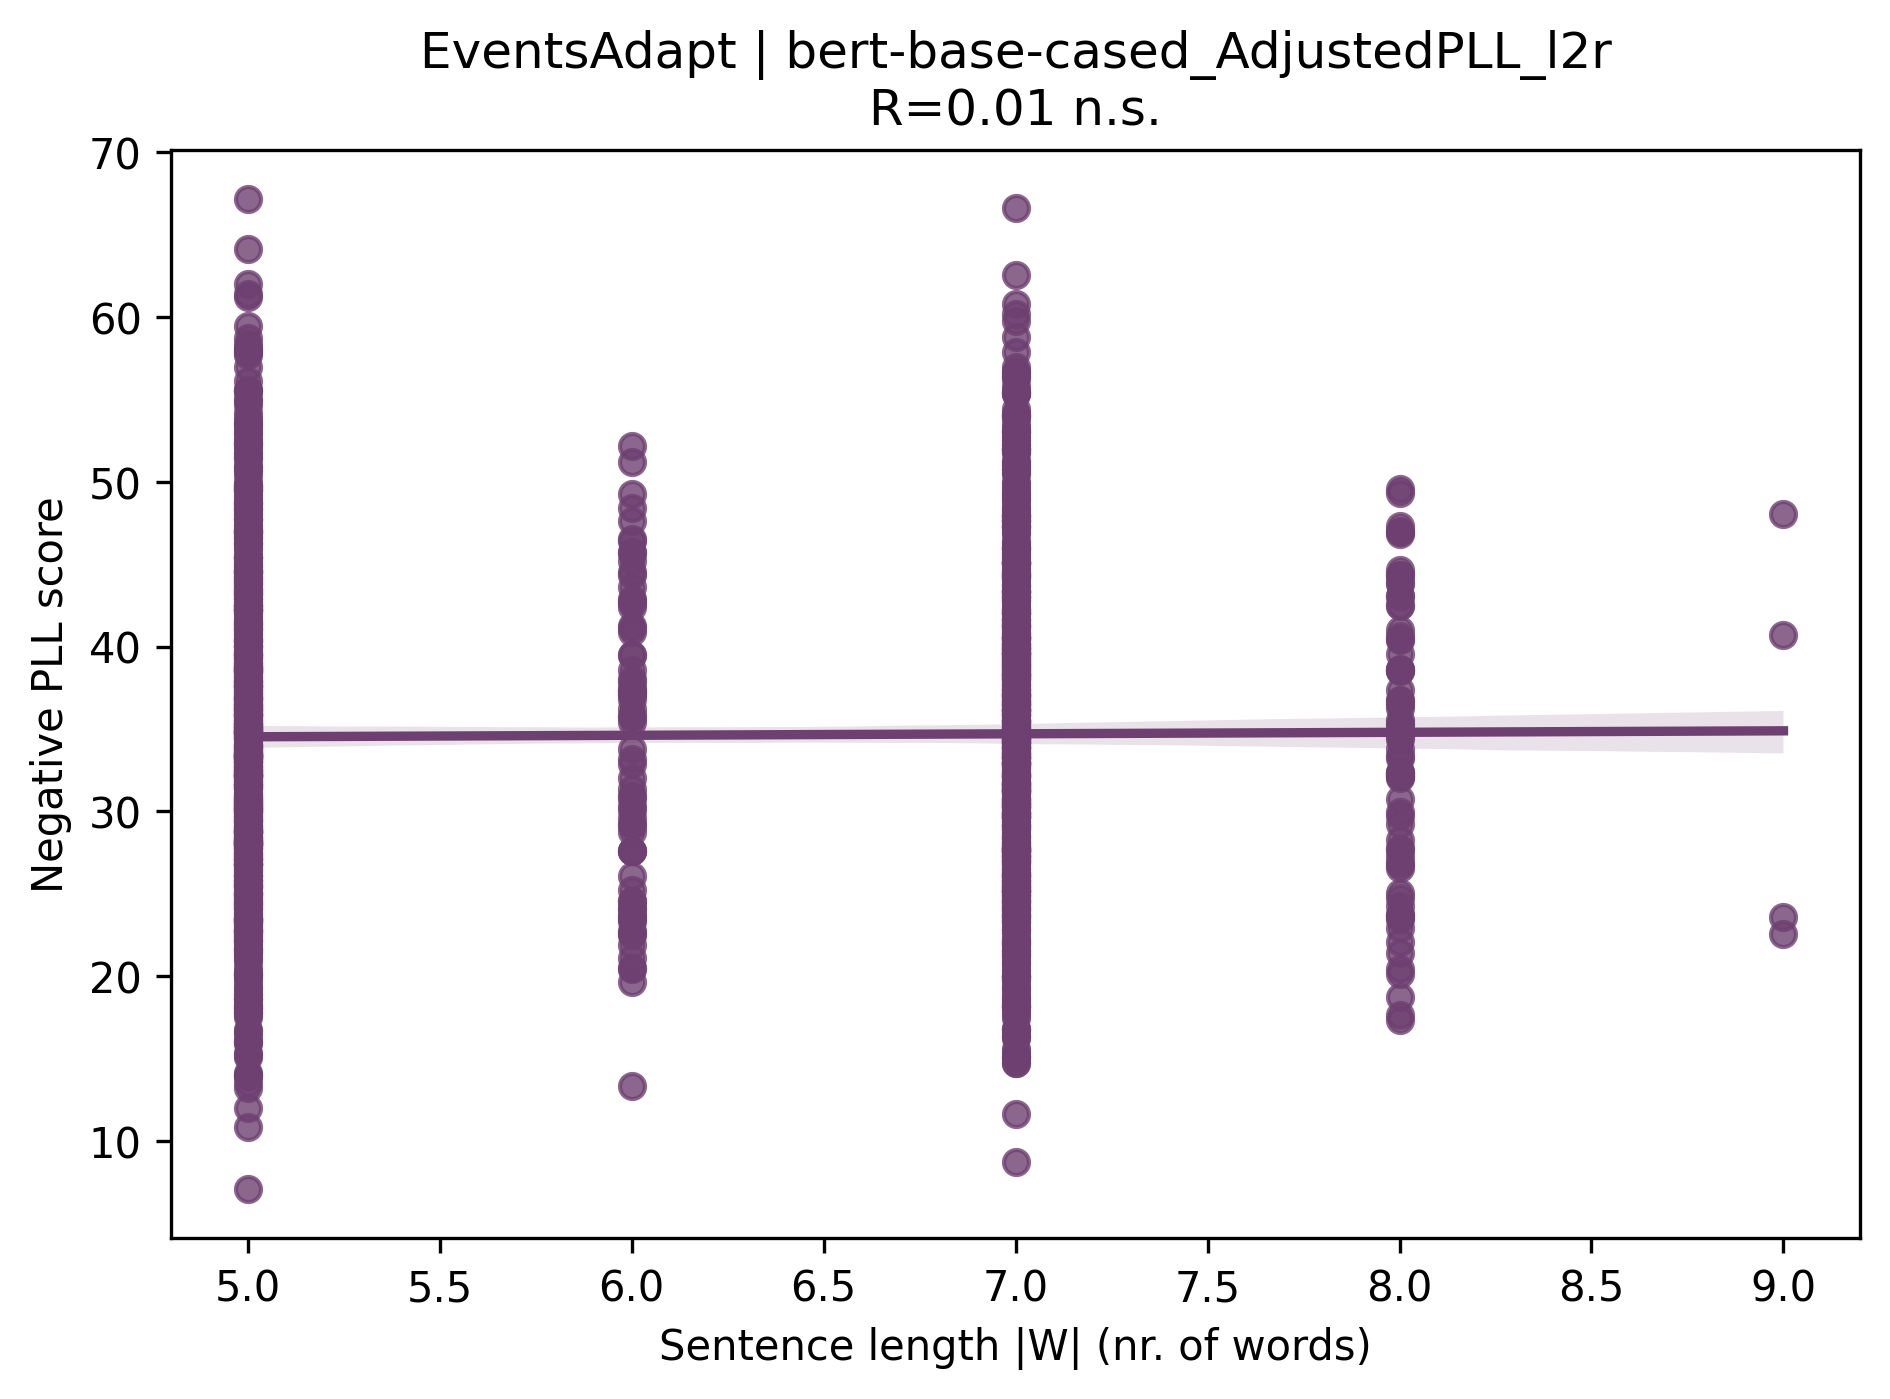 EventsAdapt | bert-base-cased_AdjustedPLL_l2r
R=0.01 n.s.
Negative PLL score
70
60
50
40
30
20
10
5.0 5.5 6.0 6.5 7.0 7.5 8.0 8.5 9.0
Sentence length |W| (nr. of words)